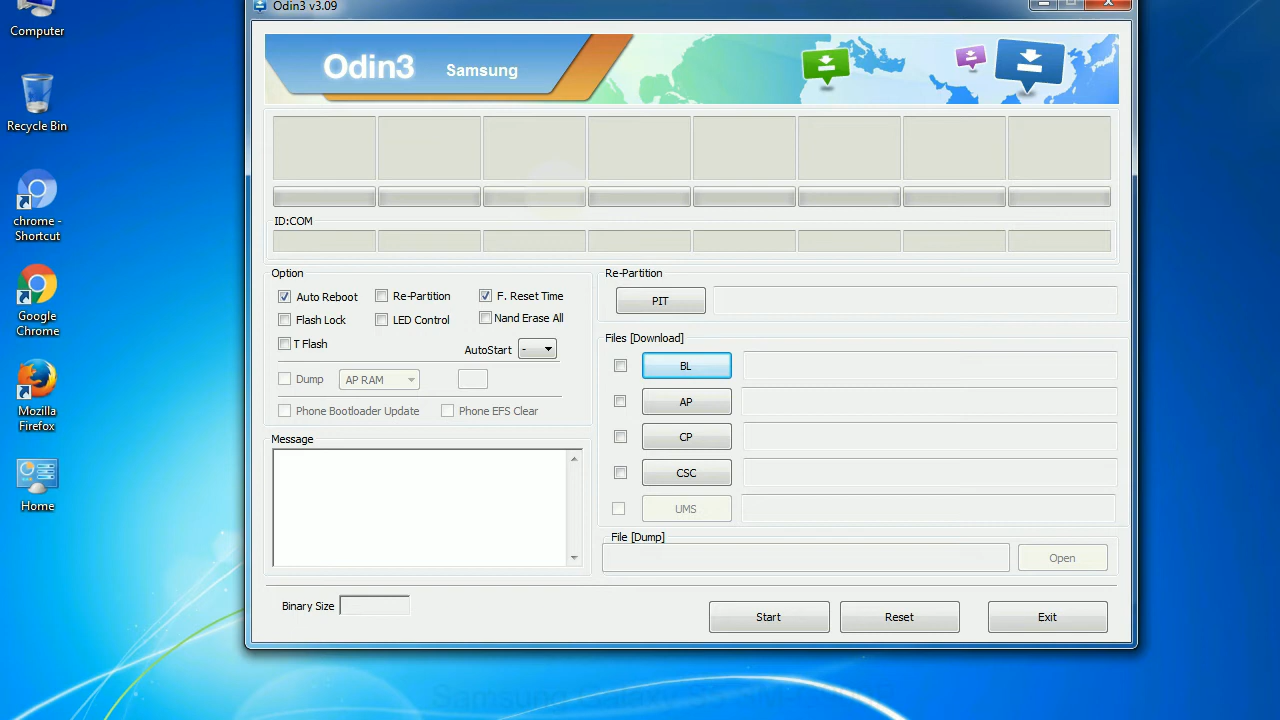 Odin3 v3.09
Computer
Recycle Bin
chrome -
Shortcut
Google
Chrome
Mozilla
Firefox
Home
Odin3 Samsung
ID:COM
Option
Auto Reboot Re-Partition F. Reset Time
Flash Lock LED Control Nand Erase All
T Flash AutoStart -
Dump AP RAM
Phone Bootloader Update Phone EFS Clear
Message
Re-Partition
PIT
Files [Download]
BL
AP
CP
CSC
UMS
File [Dump]
Open
Binary Size
Start Reset Exit
Samsung Galaxy S5